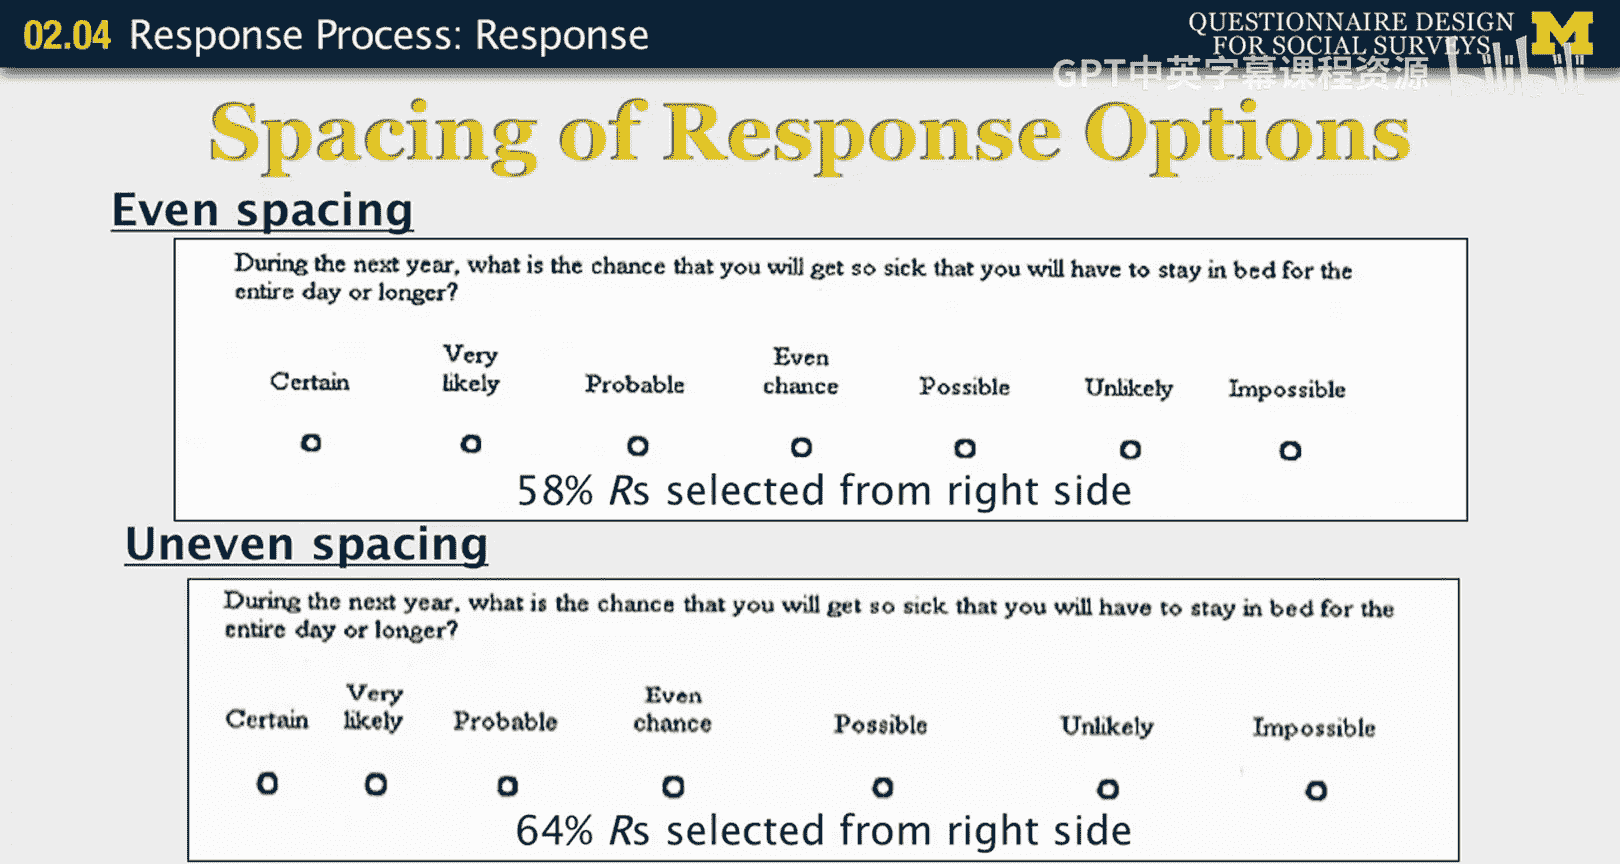 02.04 Response Process: Response
QUESTIONNAIRE DESIGN
FOR SOCIAL SURVEYS
M
GPT中英字幕课程资源
bilibili
Spacing of Response Options
Even spacing
During the next year, what is the chance that you will get so sick that you will have to stay in bed for the
entire day or longer?
Certain Very likely Probable Even chance Possible Unlikely Impossible
58% Rs selected from right side
Uneven spacing
During the next year, what is the chance that you will get so sick that you will have to stay in bed for the
entire day or longer?
Certain Very likely Probable Even chance Possible Unlikely Impossible
64% Rs selected from right side